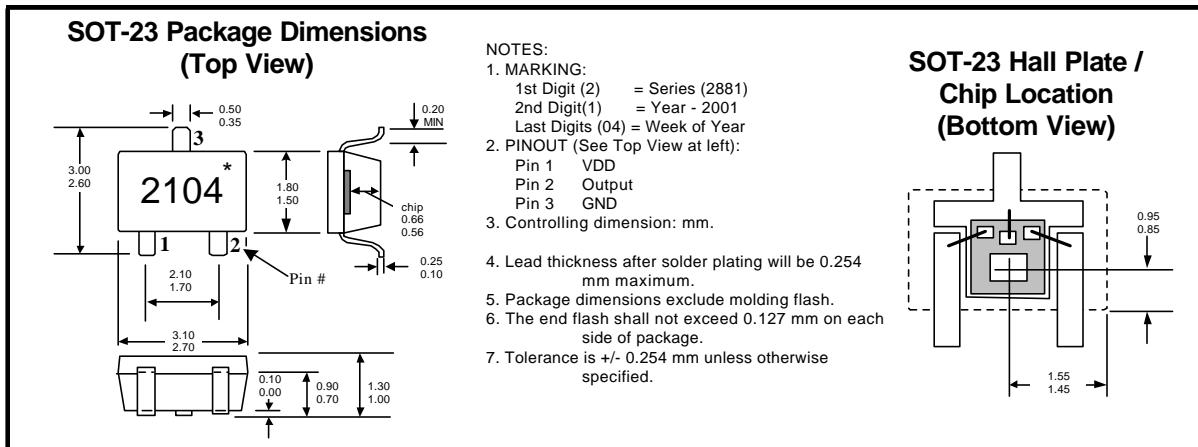 SOT-23 Package Dimensions
(Top View)
0.50
0.35
3
3.00
2.60
2104*
1.80
1.50
1
2
Pin #
2.10
1.70
3.10
2.70
0.20
MIN
chip
0.66
0.56
0.25
0.10
0.10
0.00
0.90
0.70
1.30
1.00
NOTES:
1. MARKING:
1st Digit (2) = Series (2881)
2nd Digit(1) = Year - 2001
Last Digits (04) = Week of Year
2. PINOUT (See Top View at left):
Pin 1 VDD
Pin 2 Output
Pin 3 GND
3. Controlling dimension: mm.
4. Lead thickness after solder plating will be 0.254
mm maximum.
5. Package dimensions exclude molding flash.
6. The end flash shall not exceed 0.127 mm on each
side of package.
7. Tolerance is +/- 0.254 mm unless otherwise
specified.
SOT-23 Hall Plate /
Chip Location
(Bottom View)
0.95
0.85
1.55
1.45